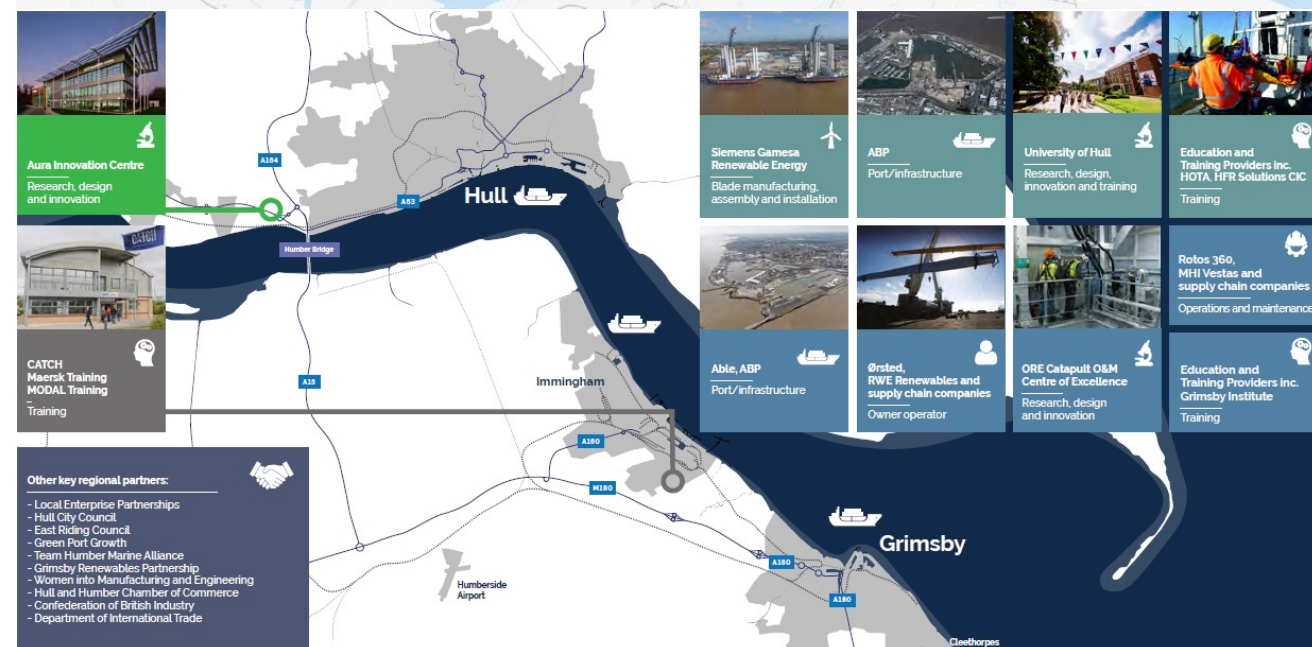 Aura Innovation Centre
Research, design
and innovation
CATCH
CATCH
Maersk Training
MODAL Training
Training
Other key regional partners:
- Local Enterprise Partnerships
- Hull City Council
- East Riding Council
- Green Port Growth
- Team Humber Marine Alliance
- Grimsby Renewables Partnership
- Women into Manufacturing and Engineering
- Hull and Humber Chamber of Commerce
- Confederation of British Industry
- Department of International Trade
A164
A63
Hull
Humber Bridge
A15
Immingham
A160
M180
Grimsby
A180
A180
Humberside
Airport
Cleethorpes
Siemens Gamesa
Renewable Energy
Blade manufacturing,
assembly and installation
ABP
Port/infrastructure
University of Hull
Research, design,
innovation and training
Education and
Training Providers inc.
HOTA, HFR Solutions CIC
Training
Able, ABP
Port/infrastructure
Ørsted,
RWE Renewables and
supply chain companies
Owner operator
ORE Catapult O&M
Centre of Excellence
Research, design
and innovation
Rotos 360,
MHI Vestas and
supply chain companies
Operations and maintenance
Education and
Training Providers inc.
Grimsby Institute
Training